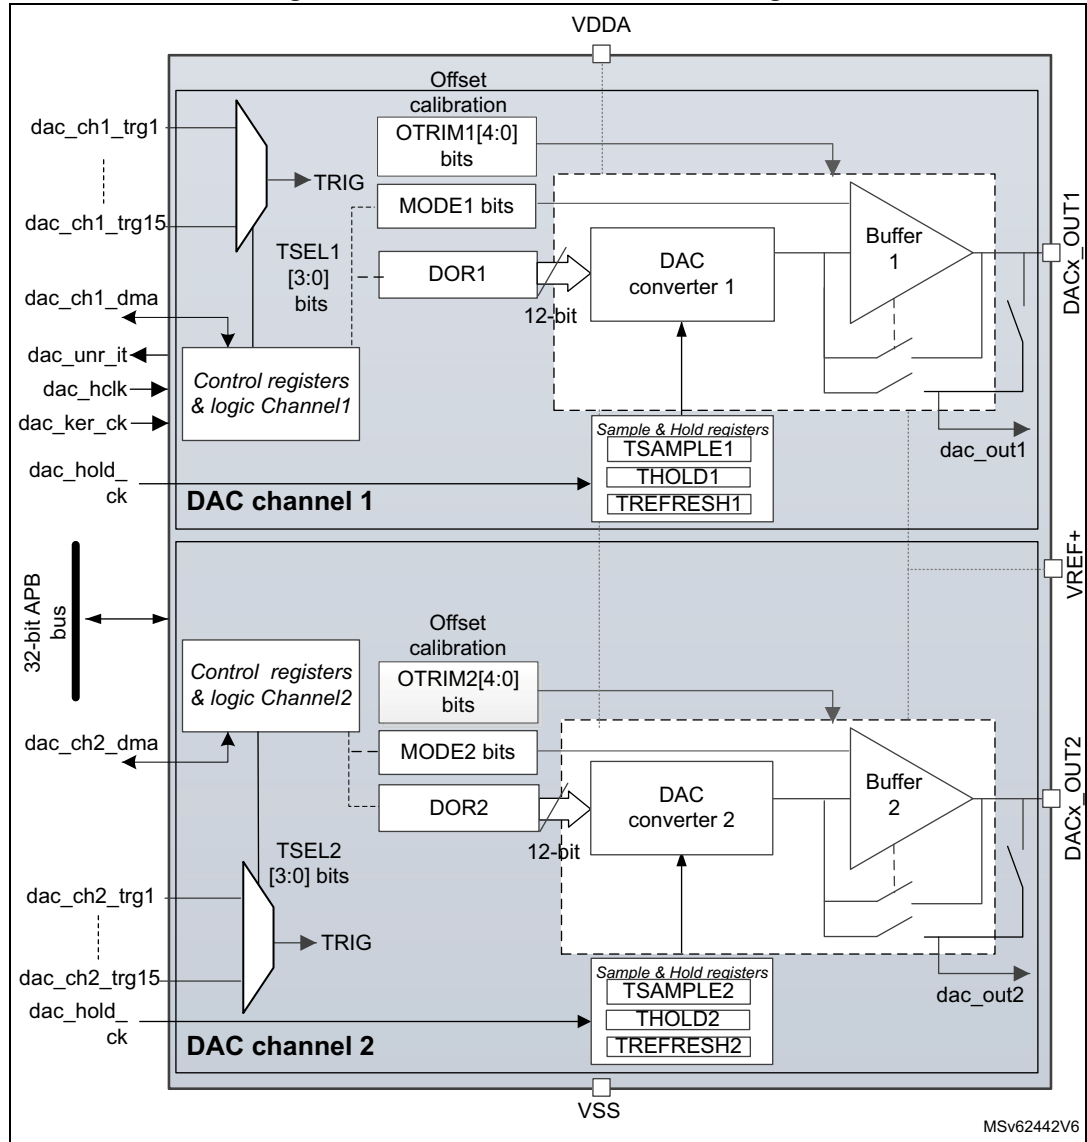 VDDA
Offset
calibration
OTRIM1[4:0]
bits
dac_ch1_trg1
TRIG
MODE1 bits
dac_ch1_trg15
TSEL1
[3:0]
bits
DOR1
12-bit
DAC
converter 1
Buffer
1
DACx_OUT1
dac_ch1_dma
dac_unr_it
dac_hclk
dac_ker_ck
Control registers
& logic Channel1
dac_hold_
ck
Sample & Hold registers
TSAMPLE1
THOLD1
TREFRESH1
dac_out1
DAC channel 1
32-bit APB
bus
VREF+
Offset
calibration
Control registers
& logic Channel2
OTRIM2[4:0]
bits
dac_ch2_dma
MODE2 bits
DOR2
12-bit
DAC
converter 2
Buffer
2
DACx_OUT2
TSEL2
[3:0] bits
dac_ch2_trg1
TRIG
dac_ch2_trg15
dac_hold_
ck
Sample & Hold registers
TSAMPLE2
THOLD2
TREFRESH2
dac_out2
DAC channel 2
VSS
MSv62442V6